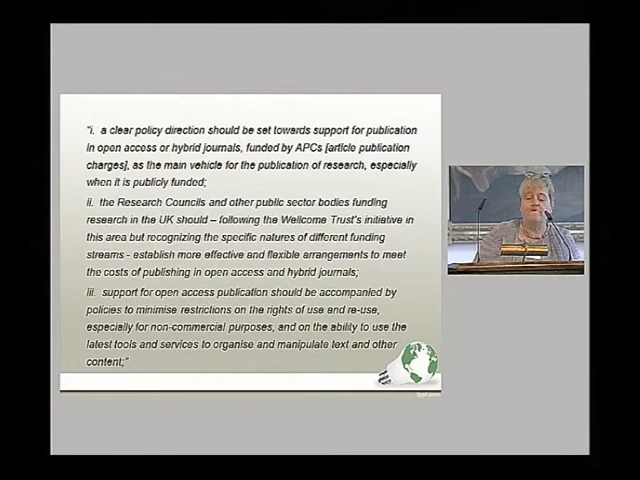 "i. a clear policy direction should be set towards support for publication
in open access or hybrid journals, funded by APCs [article publication
charges], as the main vehicle for the publication of research, especially
when it is publicly funded;
ii. the Research Councils and other public sector bodies funding
research in the UK should – following the Wellcome Trust's initiative in
this area but recognizing the specific natures of different funding
streams - establish more effective and flexible arrangements to meet
the costs of publishing in open access and hybrid journals;
iii. support for open access publication should be accompanied by
policies to minimise restrictions on the rights of use and re-use,
especially for non-commercial purposes, and on the ability to use the
latest tools and services to organise and manipulate text and other
content;"